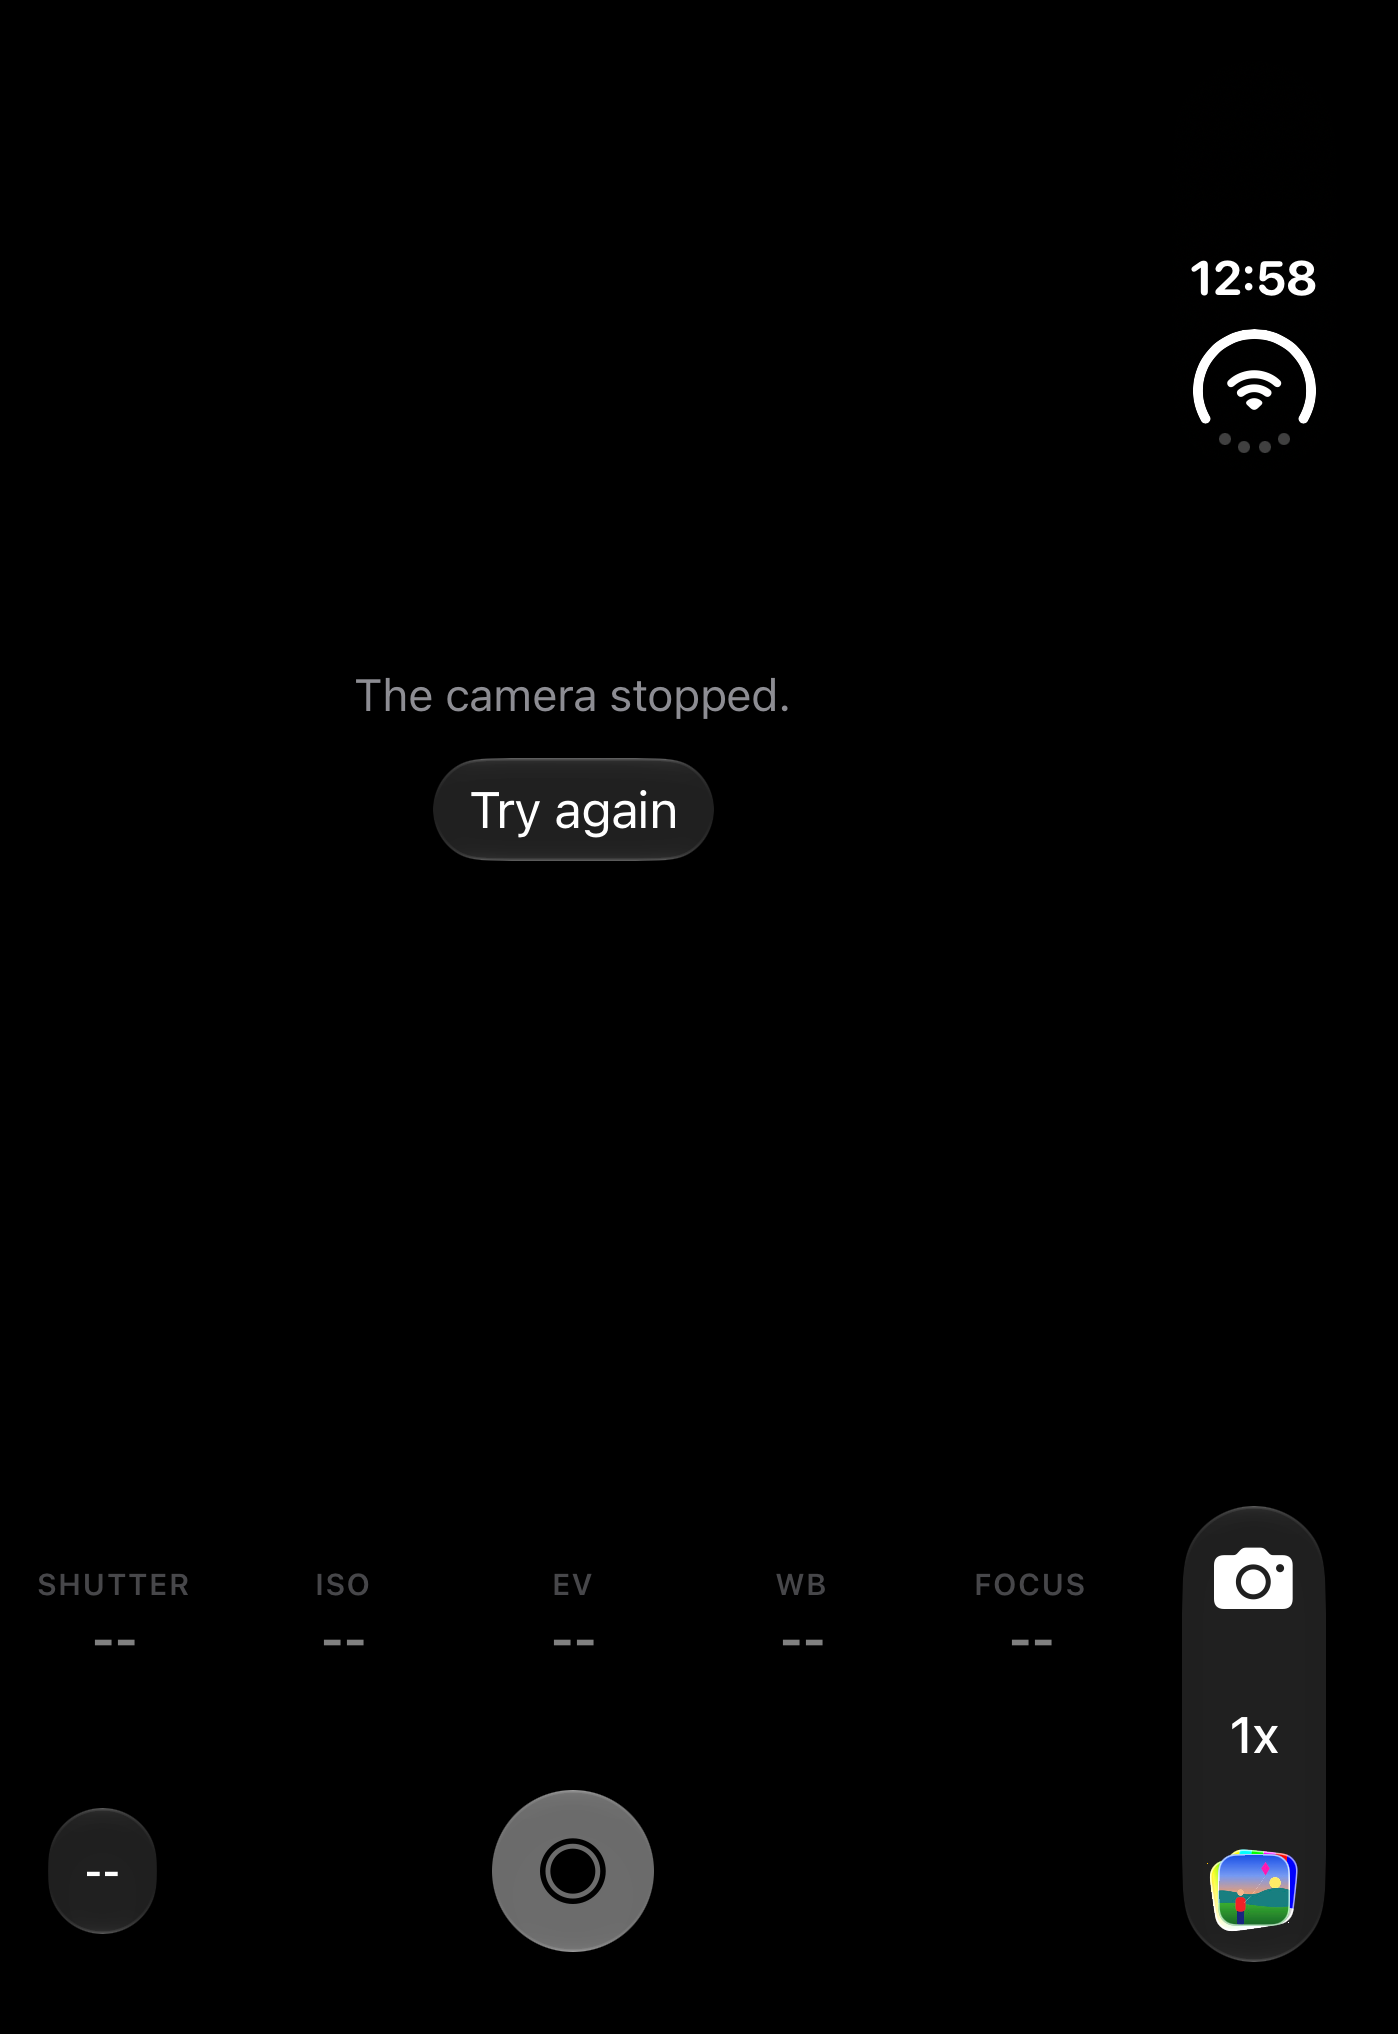 12:58
The camera stopped.
Try again
SHUTTER ISO EV WB FOCUS
-- -- -- -- --
1x
--